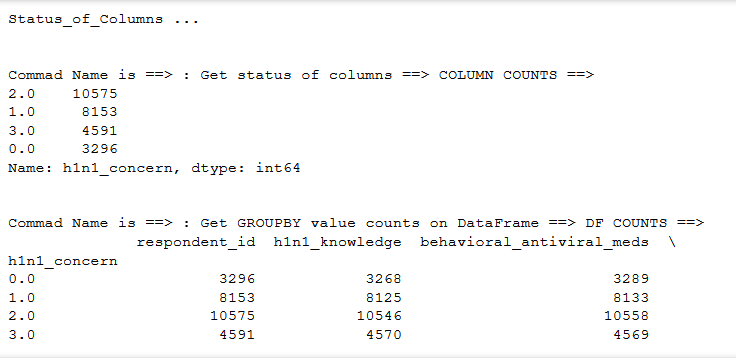 Status_of_Columns ...
Commad Name is ==> : Get status of columns ==> COLUMN COUNTS ==>
2.0    10575
1.0     8153
3.0     4591
0.0     3296
Name: h1n1_concern, dtype: int64
Commad Name is ==> : Get GROUPBY value counts on DataFrame ==> DF COUNTS ==>
              respondent_id  h1n1_knowledge  behavioral_antiviral_meds  \
h1n1_concern
0.0                    3296            3268                       3289
1.0                    8153            8125                       8133
2.0                   10575           10546                      10558
3.0                    4591            4570                       4569